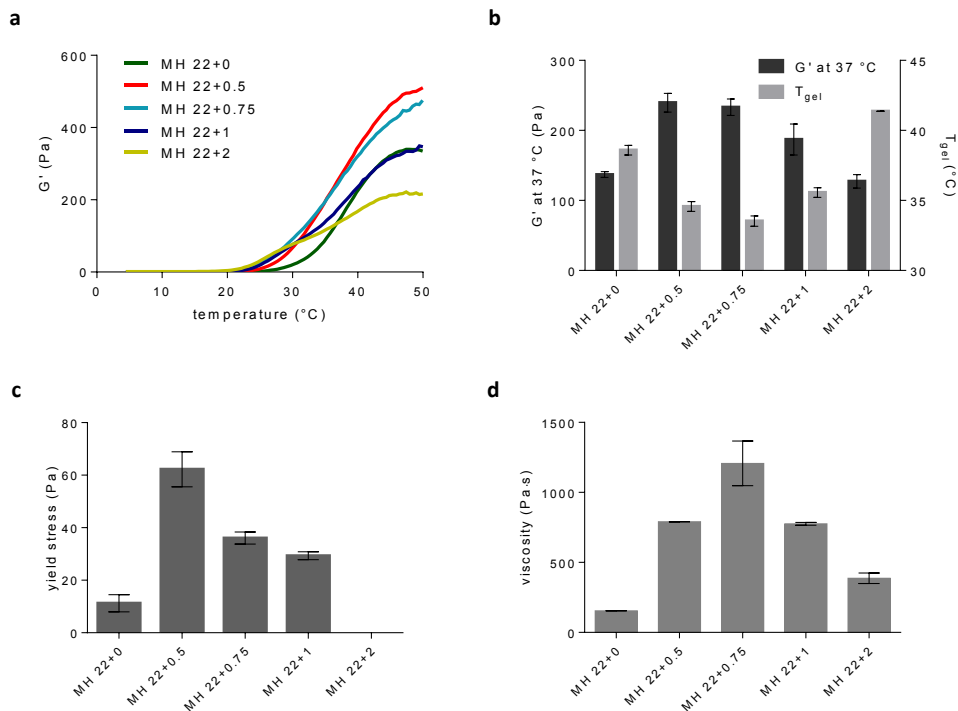 a
MH 22+0
MH 22+0.5
MH 22+0.75
MH 22+1
MH 22+2
G' (Pa)
600
400
200
0
0 10 20 30 40 50
temperature (°C)
b
G' at 37 °C
Tgel
G' at 37 °C (Pa)
300
200
100
0
45
40
35
30
Tgel (°C)
MH 22+0
MH 22+0.5
MH 22+0.75
MH 22+1
MH 22+2
c
yield stress (Pa)
80
60
40
20
0
MH 22+0
MH 22+0.5
MH 22+0.75
MH 22+1
MH 22+2
d
viscosity (Pa·s)
1500
1000
500
0
MH 22+0
MH 22+0.5
MH 22+0.75
MH 22+1
MH 22+2